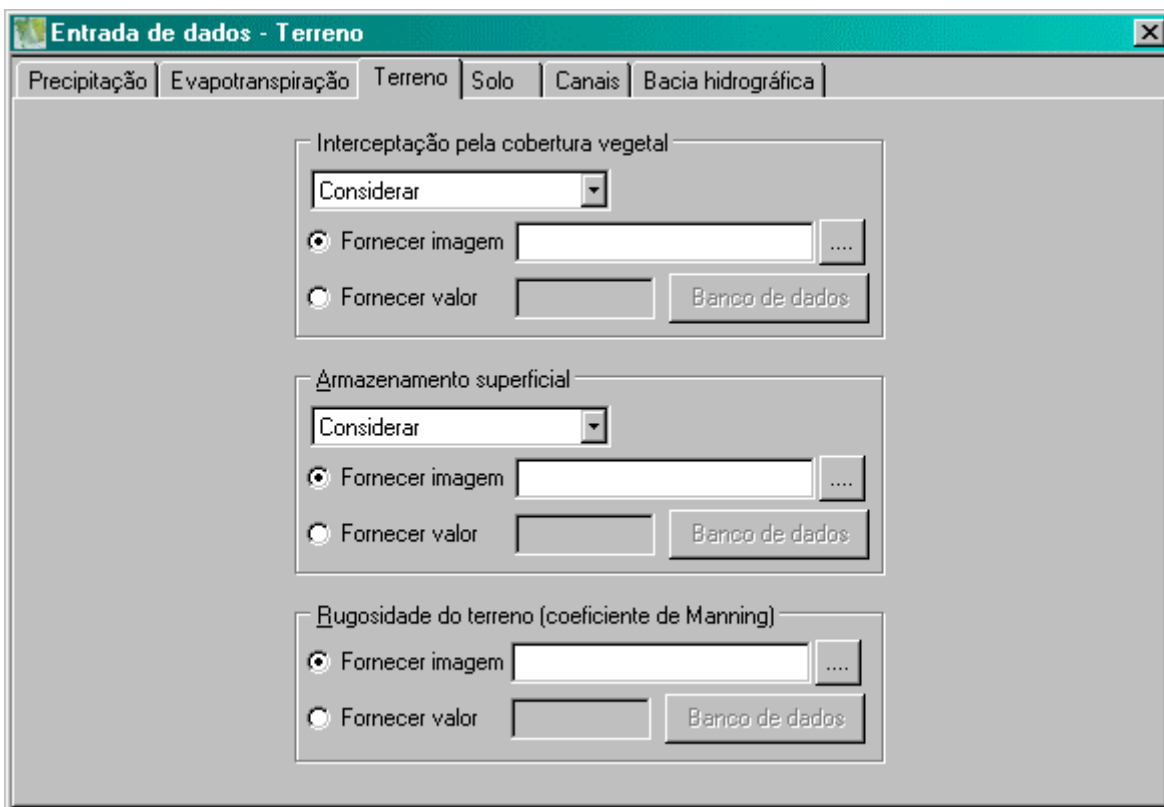 Entrada de dados - Terreno
Precipitação Evapotranspiração Terreno Solo Canais Bacia hidrográfica
Interceptação pela cobertura vegetal
Considerar
Fornecer imagem ....
Fornecer valor Banco de dados
Armazenamento superficial
Considerar
Fornecer imagem ....
Fornecer valor Banco de dados
Rugosidade do terreno (coeficiente de Manning)
Fornecer imagem ....
Fornecer valor Banco de dados